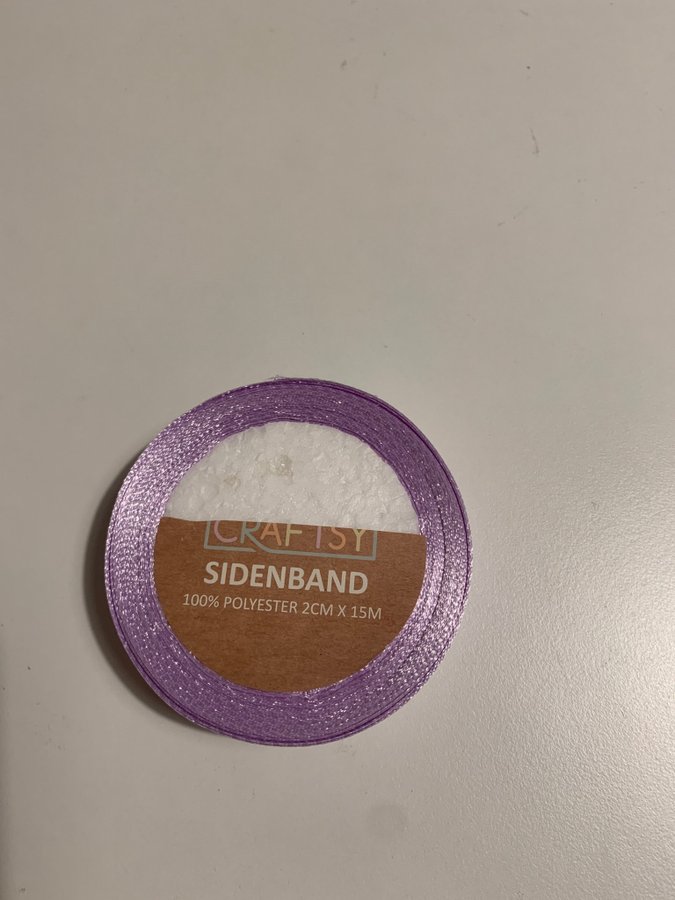 CRAFTSY
SIDENBAND
100% POLYESTER 2CM X 15M